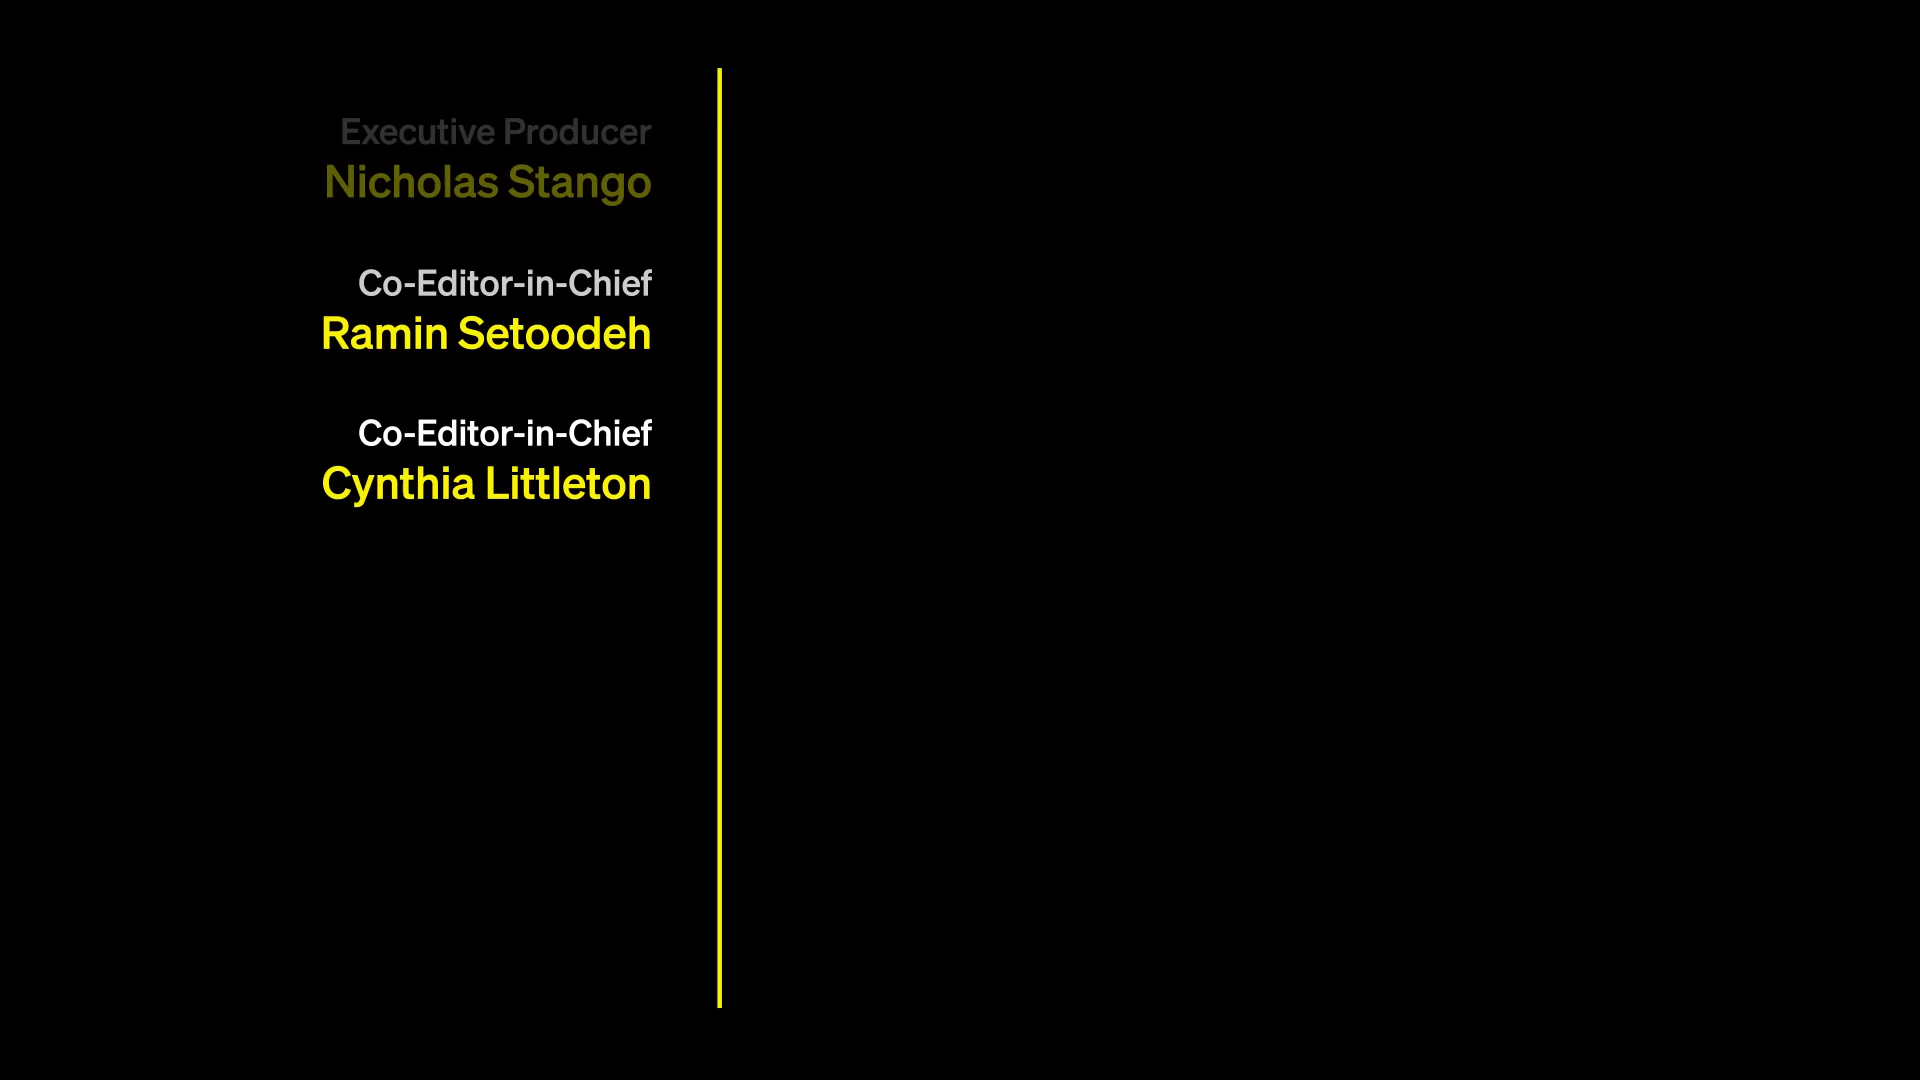 Executive Producer
Nicholas Stango
Co-Editor-in-Chief
Ramin Setoodeh
Co-Editor-in-Chief
Cynthia Littleton